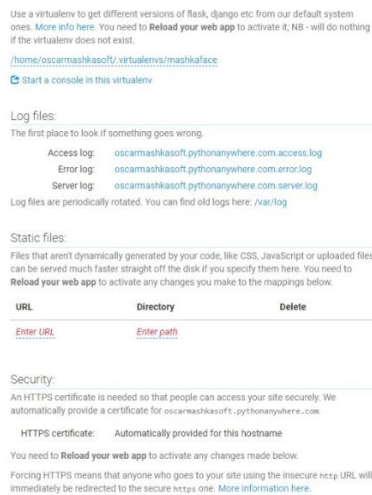 Use a virtualenv to get different versions of flask, django etc from our default system
ones. More info here. You need to Reload your web app to activate it; NB - will do nothing
if the virtualenv does not exist.
/home/oscarmashkasoft/.virtualenvs/mashkaface
Start a console in this virtualenv
Log files:
The first place to look if something goes wrong.
Access log: oscarmashkasoft.pythonanywhere.com.access.log
Error log: oscarmashkasoft.pythonanywhere.com.error.log
Server log: oscarmashkasoft.pythonanywhere.com.server.log
Log files are periodically rotated. You can find old logs here: /var/log
Static files:
Files that aren't dynamically generated by your code, like CSS, JavaScript or uploaded files
can be served much faster straight off the disk if you specify them here. You need to
Reload your web app to activate any changes you make to the mappings below.
URL Directory Delete
Enter URL Enter path
Security:
An HTTPS certificate is needed so that people can access your site securely. We
automatically provide a certificate for oscarmashkasoft.pythonanywhere.com.
HTTPS certificate: Automatically provided for this hostname
You need to Reload your web app to activate any changes made below.
Forcing HTTPS means that anyone who goes to your site using the insecure http URL will
immediately be redirected to the secure https one. More information here.